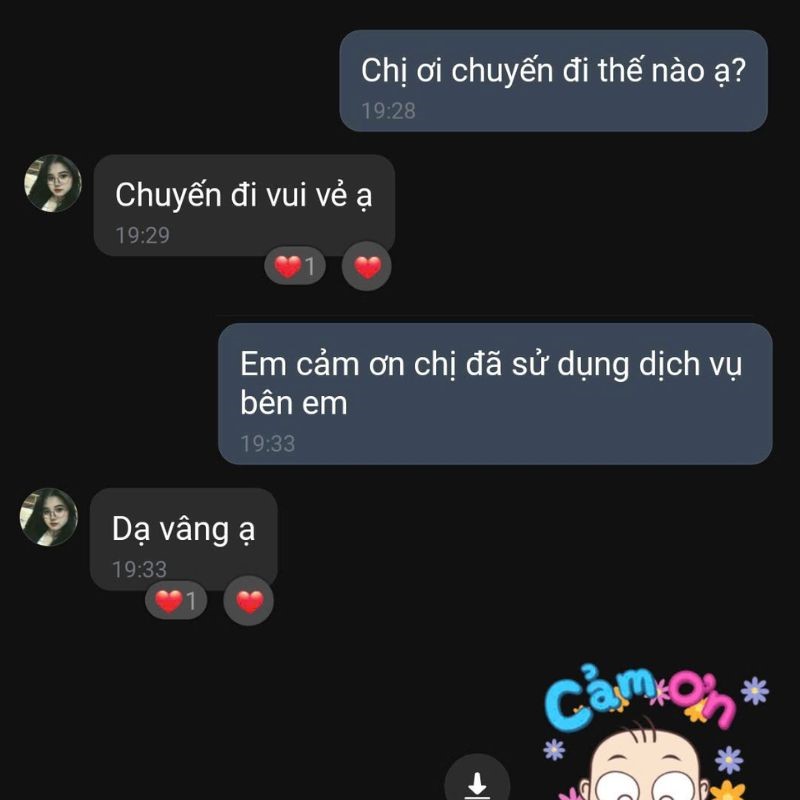 Chị ơi chuyến đi thế nào ạ?
19:28
Chuyến đi vui vẻ ạ
19:29
1
Em cảm ơn chị đã sử dụng dịch vụ
bên em
19:33
Dạ vâng ạ
19:33
1
Cảm ơn